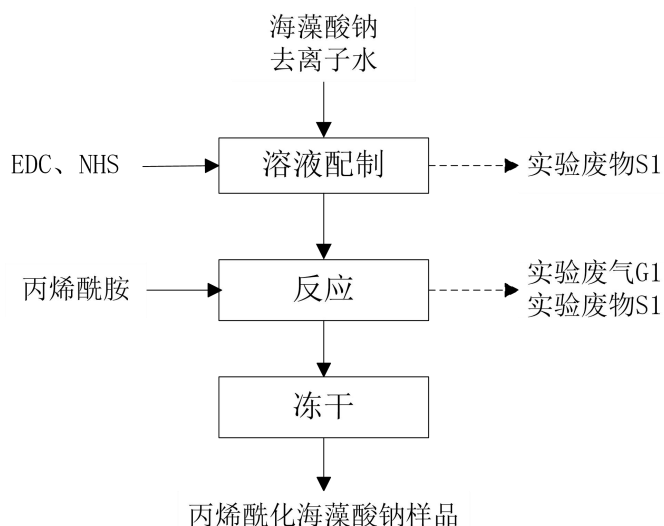 海藻酸钠
去离子水
EDC、NHS
溶液配制
实验废物S1
丙烯酰胺
反应
实验废气G1
实验废物S1
冻干
丙烯酰化海藻酸钠样品